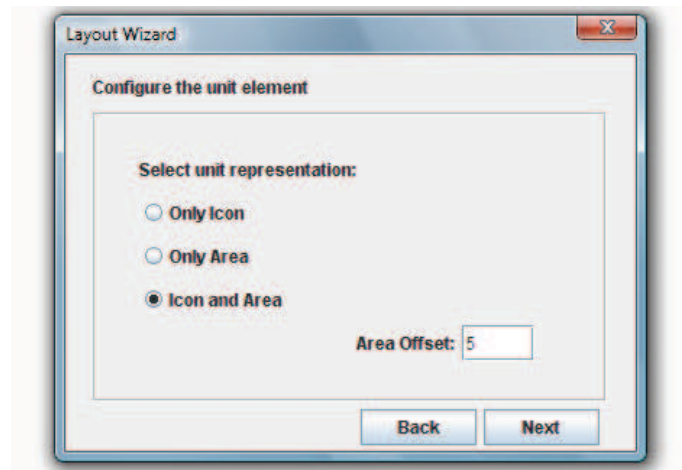 Layout Wizard
Configure the unit element
Select unit representation:
Only Icon
Only Area
Icon and Area
Area Offset: 5
Back Next